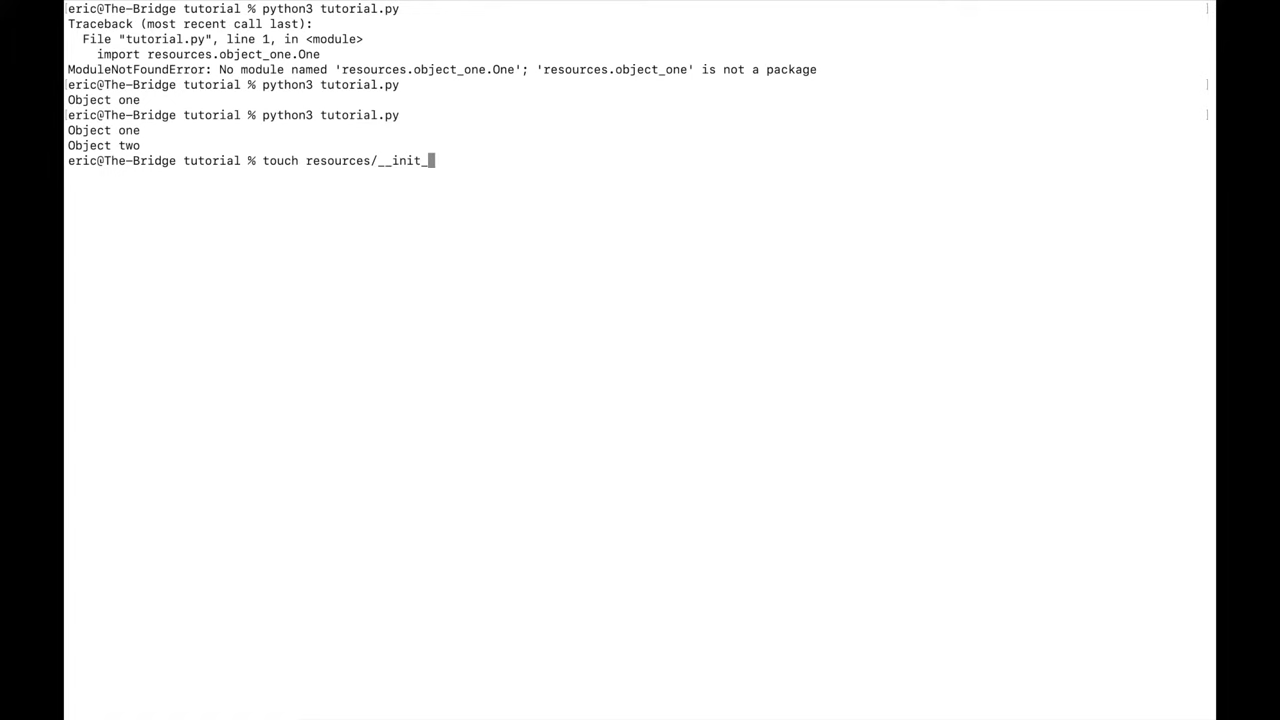 eric@The-Bridge tutorial % python3 tutorial.py
Traceback (most recent call last):
  File "tutorial.py", line 1, in <module>
    import resources.object_one.One
ModuleNotFoundError: No module named 'resources.object_one.One'; 'resources.object_one' is not a package
eric@The-Bridge tutorial % python3 tutorial.py
Object one
eric@The-Bridge tutorial % python3 tutorial.py
Object one
Object two
eric@The-Bridge tutorial % touch resources/__init_